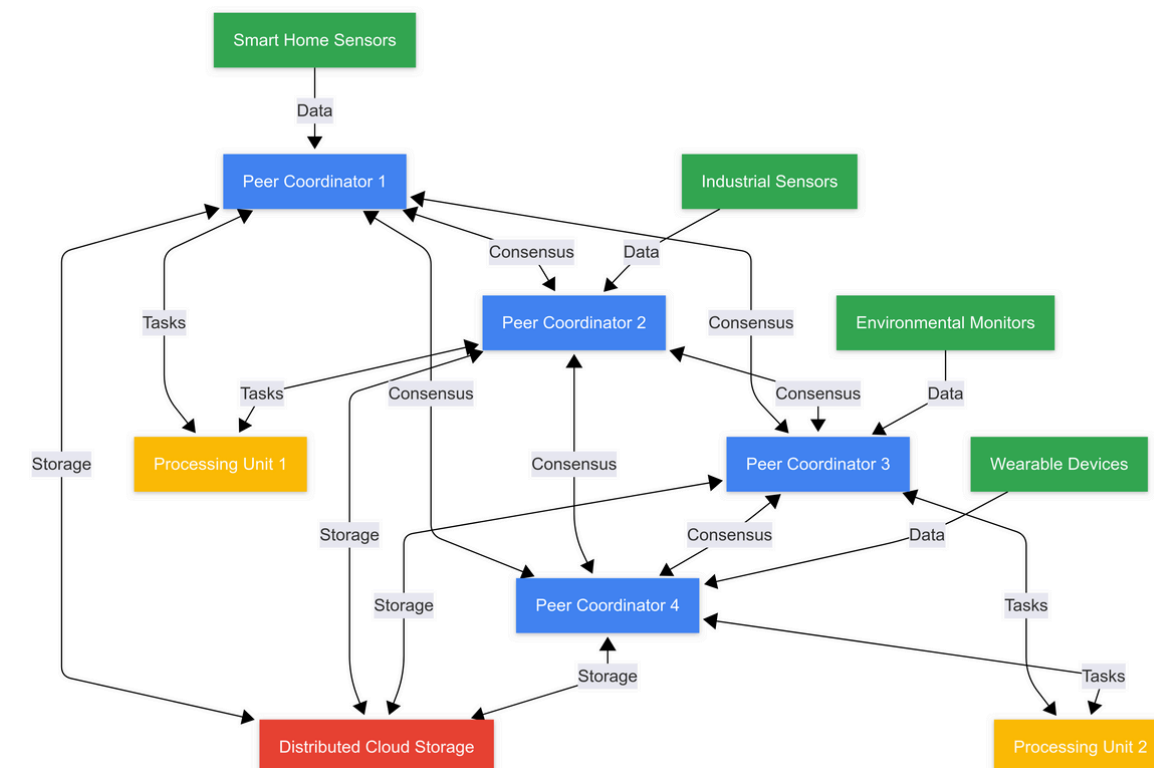 Smart Home Sensors
Data
Peer Coordinator 1
Industrial Sensors
Consensus
Data
Tasks
Peer Coordinator 2
Consensus
Environmental Monitors
Tasks
Consensus
Consensus
Data
Storage
Processing Unit 1
Consensus
Peer Coordinator 3
Wearable Devices
Storage
Consensus
Data
Storage
Peer Coordinator 4
Tasks
Storage
Tasks
Distributed Cloud Storage
Processing Unit 2